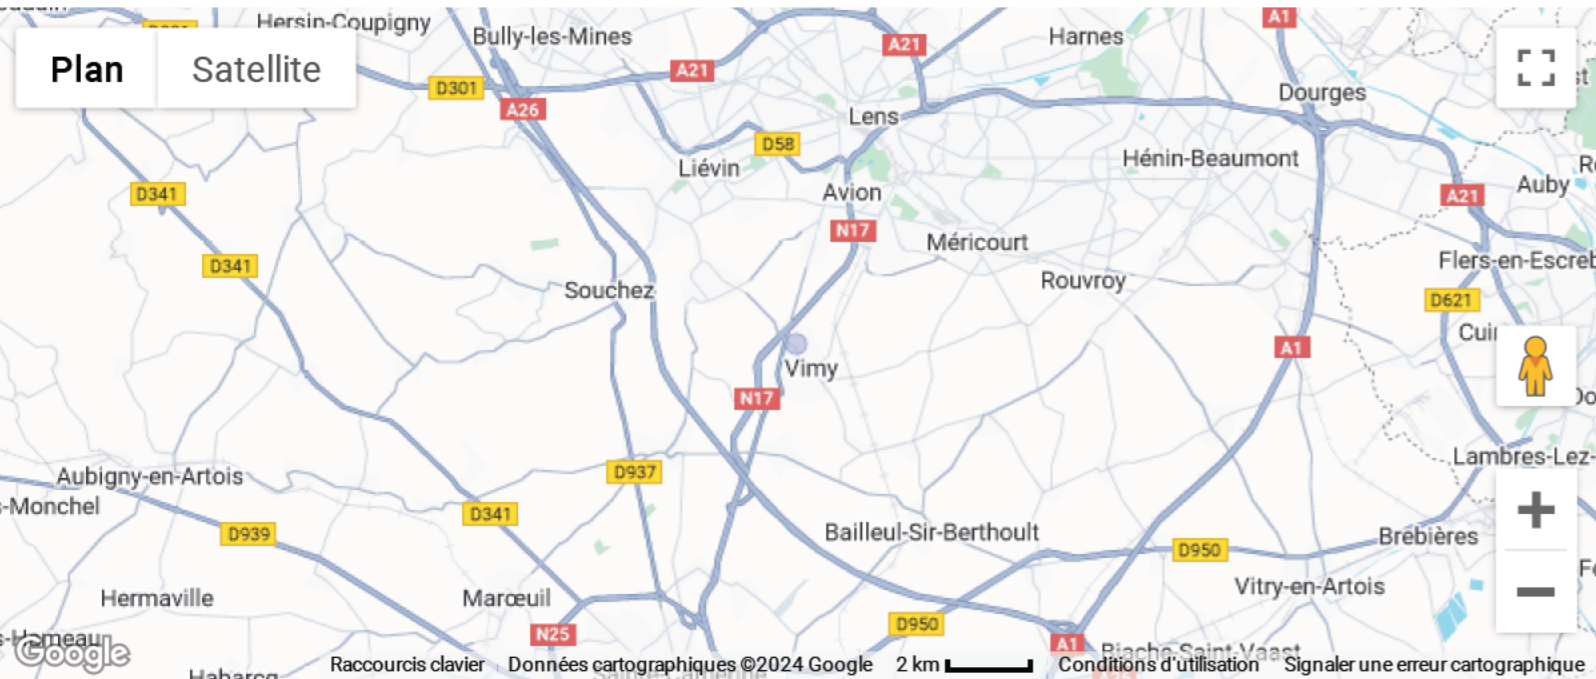 Hersin-Coupigny
Bully-les-Mines
A21
Harnes
A1
Plan
Satellite
A21
D301
A26
Dourges
Lens
D58
Liévin
Hénin-Beaumont
Avion
Auby
D341
A21
N17
Méricourt
D341
Flers-en-Escreb
Rouvroy
Souchez
D621
Cuin
A1
Vimy
N17
Lambres-Lez-
D937
Aubigny-en-Artois
s-Monchel
D341
D939
Bailleul-Sir-Berthoult
Brebières
D950
Vitry-en-Artois
Hermaville
Marœuil
D950
N25
A1
Google
Habarcq
Raccourcis clavier
Données cartographiques ©2024 Google
2 km
Conditions d'utilisation
Signaler une erreur cartographique